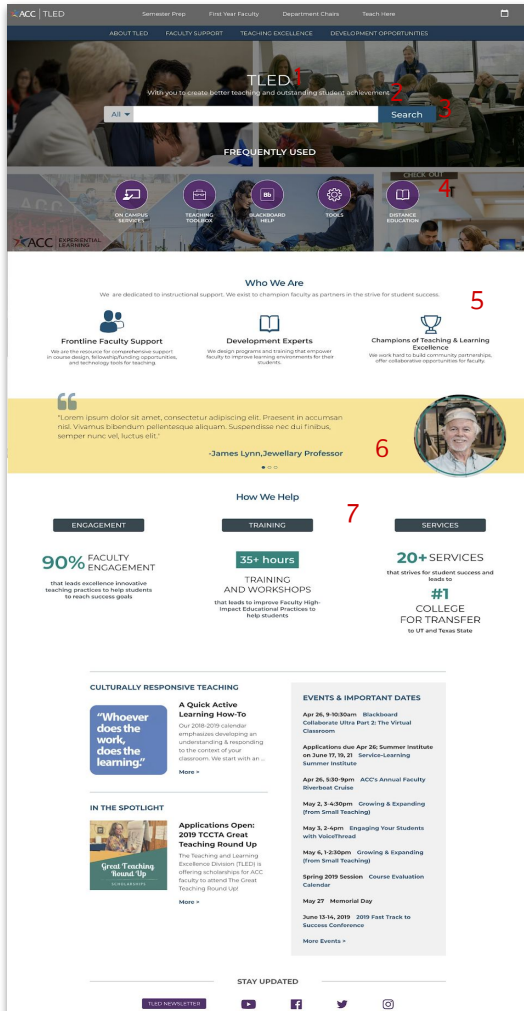 ACC | TLED
Semester Prep
First Year Faculty
Department Chairs
Teach Here
ABOUT TLED
FACULTY SUPPORT
TEACHING EXCELLENCE
DEVELOPMENT OPPORTUNITIES
TLED
1
With you to create better teaching and outstanding student achievement.
2
All
Search
3
FREQUENTLY USED
CHECK OUT
4
Bb
ON CAMPUS
SERVICES
TEACHING
TOOLBOX
BLACKBOARD
HELP
TOOLS
DISTANCE
EDUCATION
ACC EXPERIENTIAL
LEARNING
Who We Are
We are dedicated to instructional support. We exist to champion faculty as partners in the strive for student success.
5
Frontline Faculty Support
We are the resource for comprehensive support
in course design, fellowship/funding opportunities,
and technology tools for teaching.
Development Experts
We design programs and training that empower
faculty to improve learning environments for their
students.
Champions of Teaching & Learning
Excellence
We work hard to build community partnerships,
offer collaborative opportunities for faculty.
"Lorem ipsum dolor sit amet, consectetur adipiscing elit. Praesent in accumsan
nisl. Vivamus bibendum pellentesque aliquam. Suspendisse nec dui finibus,
semper nunc vel, luctus elit."
-James Lynn,Jewellary Professor
6
How We Help
7
ENGAGEMENT
90% FACULTY
ENGAGEMENT
that leads excellence innovative
teaching practices to help students
to reach success goals
TRAINING
35+ hours
TRAINING
AND WORKSHOPS
that leads to improve Faculty High-
Impact Educational Practices to
help students
SERVICES
20+ SERVICES
that strives for student success and
leads to
#1
COLLEGE
FOR TRANSFER
to UT and Texas State
CULTURALLY RESPONSIVE TEACHING
"Whoever
does the
work,
does the
learning."
A Quick Active
Learning How-To
Our 2018-2019 calendar
emphasizes developing an
understanding & responding
to the context of your
classroom. We start with an ...
More >
IN THE SPOTLIGHT
Great Teaching
Round Up
SCHOLARSHIPS
Applications Open:
2019 TCCTA Great
Teaching Round Up
The Teaching and Learning
Excellence Division (TLED) is
offering scholarships for ACC
faculty to attend The Great
Teaching Round Up!
More >
EVENTS & IMPORTANT DATES
Apr 26, 9-10:30am Blackboard
Collaborate Ultra Part 2: The Virtual
Classroom
Applications due Apr 26; Summer Institute
on June 17, 19, 21 Service-Learning
Summer Institute
Apr 26, 5:30-9pm ACC's Annual Faculty
Riverboat Cruise
May 2, 3-4:30pm Growing & Expanding
(from Small Teaching)
May 3, 2-4pm Engaging Your Students
with VoiceThread
May 6, 1-2:30pm Growing & Expanding
(from Small Teaching)
Spring 2019 Session Course Evaluation
Calendar
May 27 Memorial Day
June 13-14, 2019 2019 Fast Track to
Success Conference
More Events >
STAY UPDATED
TLED NEWSLETTER